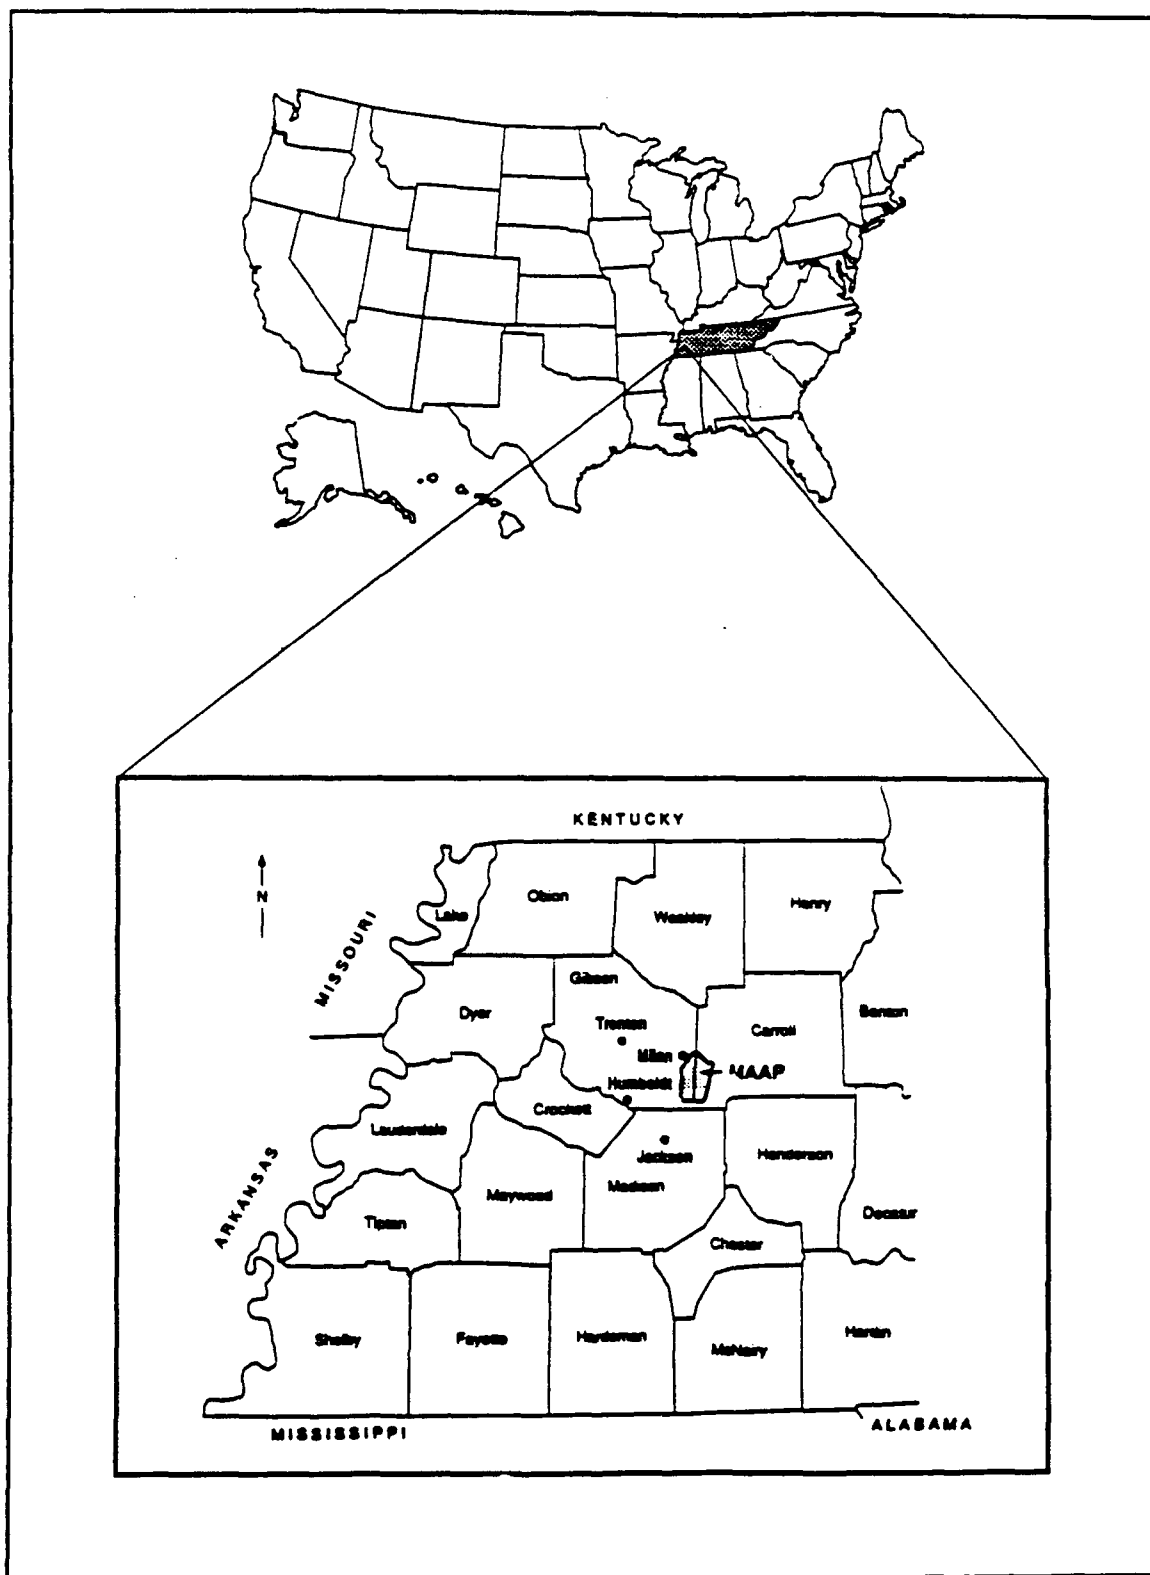 KENTUCKY
N
MISSOURI
Lake
Obion
Weakley
Henry
Gibson
Dyer
Trenton
Carroll
Benton
Milan
MAAP
Humboldt
Crockett
Lauderdale
Jackson
Henderson
ARKANSAS
Haywood
Madison
Tipton
Decatur
Chester
Shelby
Fayette
Hardeman
McNairy
Hardin
MISSISSIPPI
ALABAMA